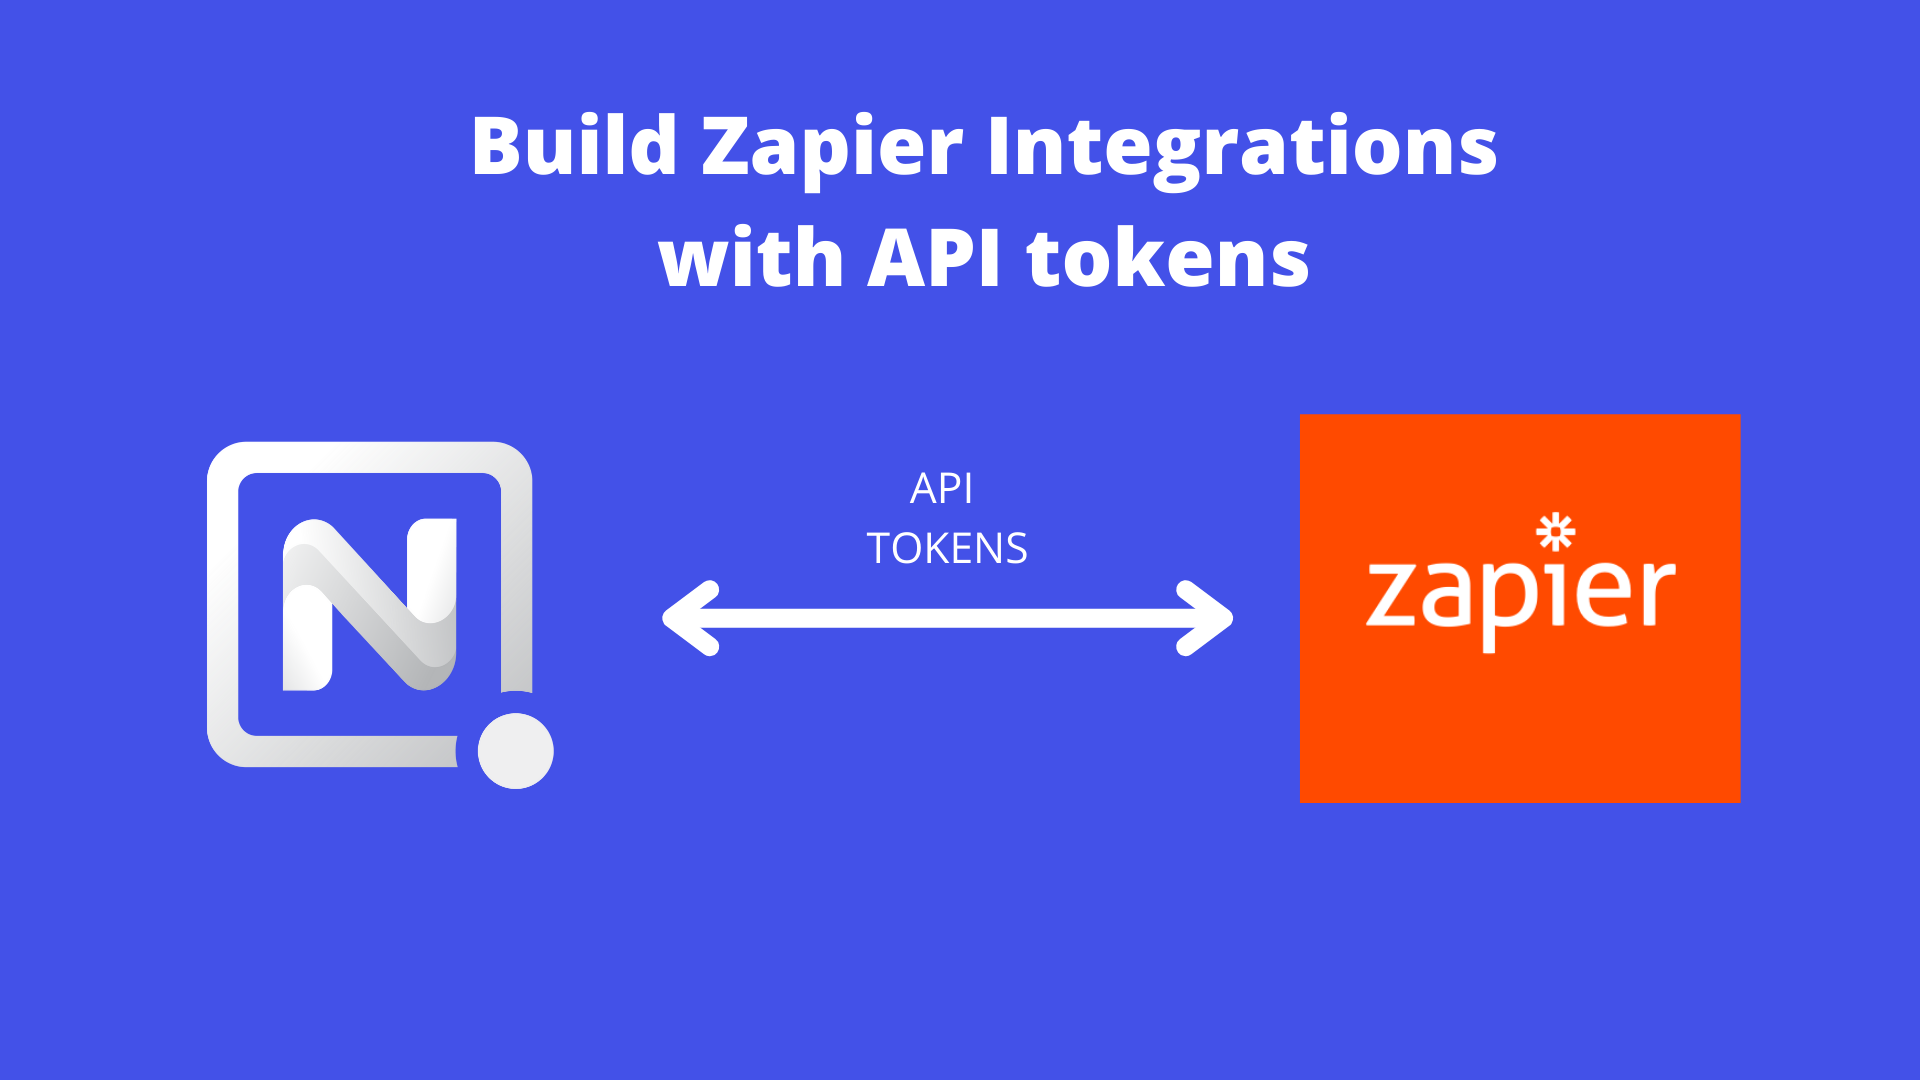 Build Zapier Integrations
with API tokens
API
TOKENS
N
zapier